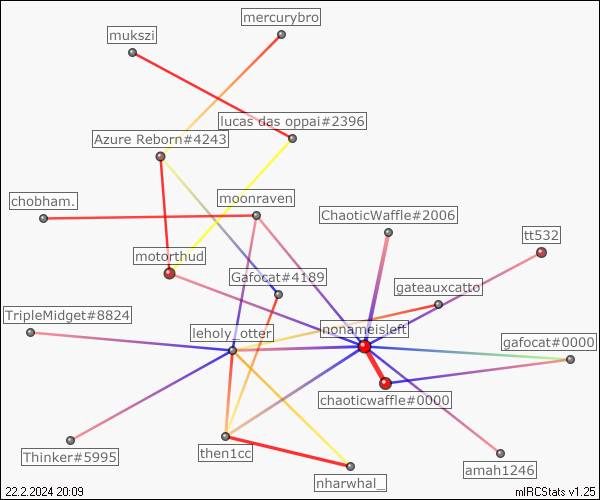 mercurybro
mukszi
lucas das oppai#2396
Azure Reborn#4243
chobham.
moonraven
ChaoticWaffle#2006
tt532
motorthud
Gafocat#4189
gateauxcatto
TripleMidget#8824
leholy_otter
nonameisleft
gafocat#0000
chaoticwaffle#0000
Thinker#5995
then1cc
nharwhal_
amah1246
22.2.2024 20:09
mIRCStats v1.25